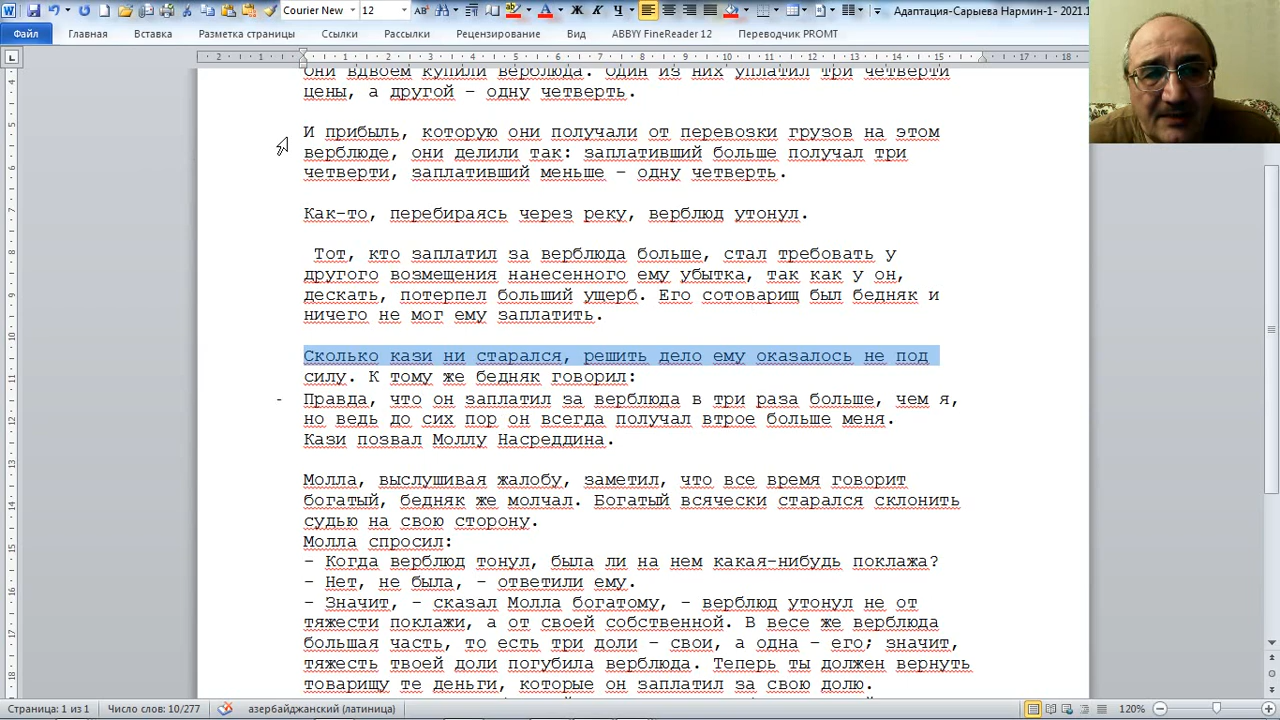 Courier New
12
Адаптация-Сарыева Нармин-1- 2021.1
Файл
Главная
Вставка
Разметка страницы
Ссылки
Рассылки
Рецензирование
Вид
ABBYY FineReader 12
Переводчик PROMT
они вдвоем купили верблюда. Один из них уплатил три четверти
цены, а другой – одну четверть.
И прибыль, которую они получали от перевозки грузов на этом
верблюде, они делили так: заплативший больше получал три
четверти, заплативший меньше – одну четверть.
Как-то, перебираясь через реку, верблюд утонул.
Тот, кто заплатил за верблюда больше, стал требовать у
другого возмещения нанесенного ему убытка, так как у он,
дескать, потерпел больший ущерб. Его сотоварищ был бедняк и
ничего не мог ему заплатить.
Сколько кази ни старался, решить дело ему оказалось не под
силу. К тому же бедняк говорил:
- Правда, что он заплатил за верблюда в три раза больше, чем я,
но ведь до сих пор он всегда получал втрое больше меня.
Кази позвал Моллу Насреддина.
Молла, выслушивая жалобу, заметил, что все время говорит
богатый, бедняк же молчал. Богатый всячески старался склонить
судью на свою сторону.
Молла спросил:
– Когда верблюд тонул, была ли на нем какая-нибудь поклажа?
– Нет, не была, – ответили ему.
– Значит, – сказал Молла богатому, – верблюд утонул не от
тяжести поклажи, а от своей собственной. В весе же верблюда
большая часть, то есть три доли – свои, а одна – его; значит,
тяжесть твоей доли погубила верблюда. Теперь ты должен вернуть
товарищу те деньги, которые он заплатил за свою долю.
Страница: 1 из 1
Число слов: 10/277
азербайджанский (латиница)
120%